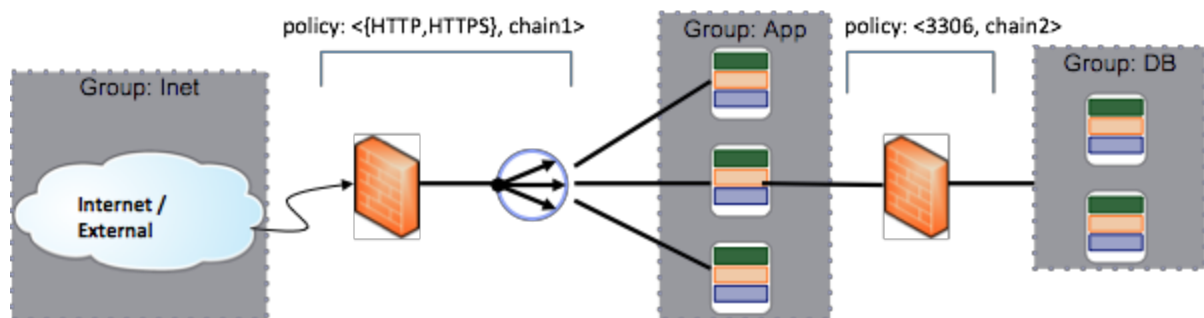 policy: <{HTTP,HTTPS}, chain1>
Group: App
policy: <3306, chain2>
Group: Inet
Group: DB
Internet /
External